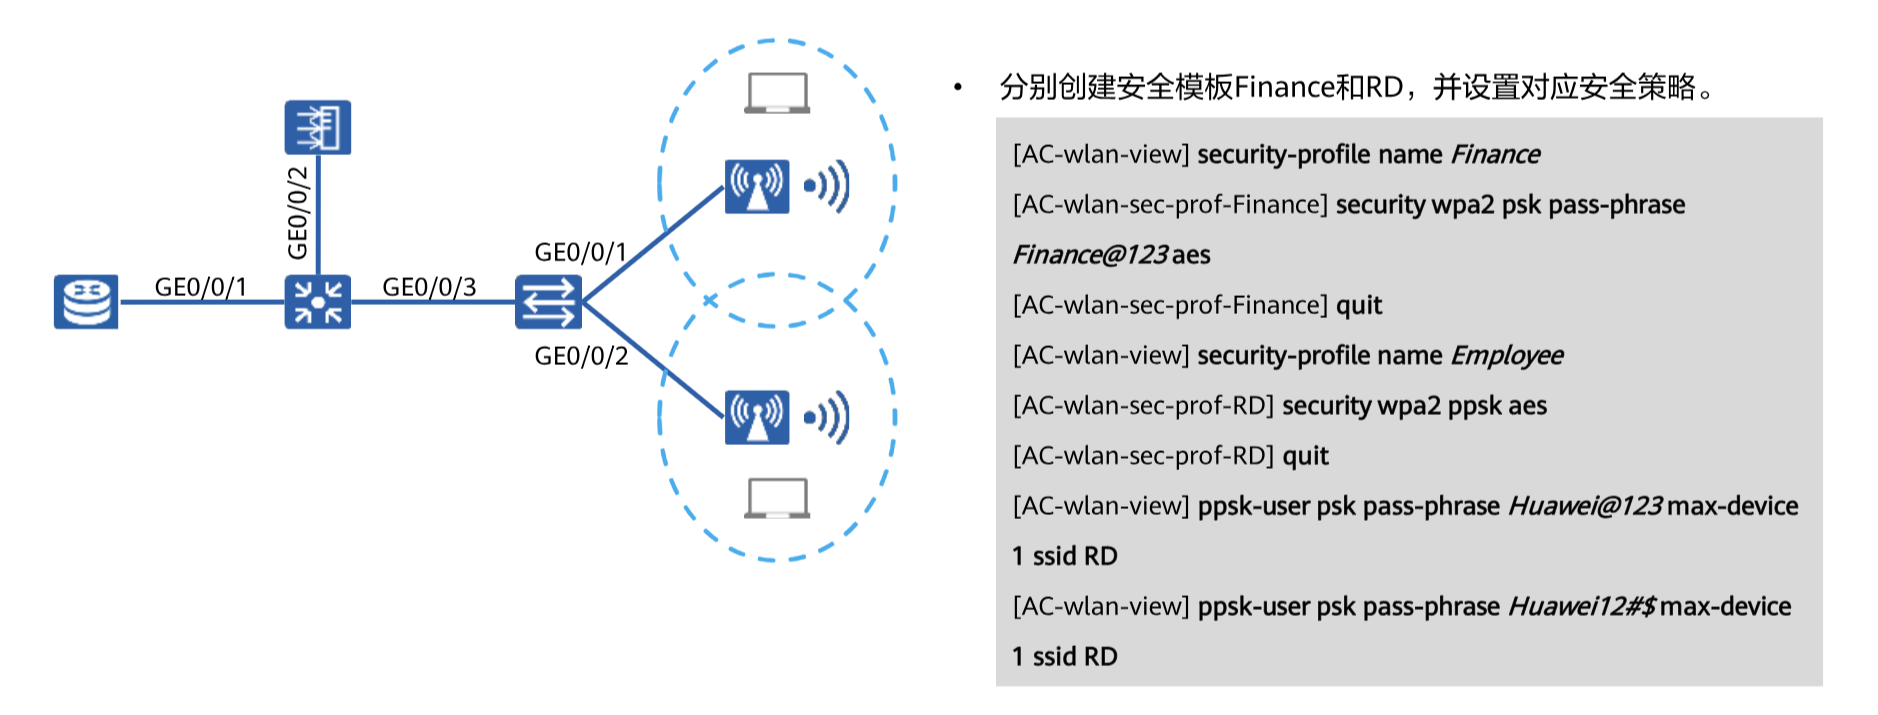 GE0/0/2
GE0/0/1
GE0/0/3
GE0/0/1
GE0/0/2
• 分别创建安全模板Finance和RD，并设置对应安全策略。
[AC-wlan-view] security-profile name Finance
[AC-wlan-sec-prof-Finance] security wpa2 psk pass-phrase
Finance@123 aes
[AC-wlan-sec-prof-Finance] quit
[AC-wlan-view] security-profile name Employee
[AC-wlan-sec-prof-RD] security wpa2 ppsk aes
[AC-wlan-sec-prof-RD] quit
[AC-wlan-view] ppsk-user psk pass-phrase Huawei@123 max-device
1 ssid RD
[AC-wlan-view] ppsk-user psk pass-phrase Huawei12#$ max-device
1 ssid RD